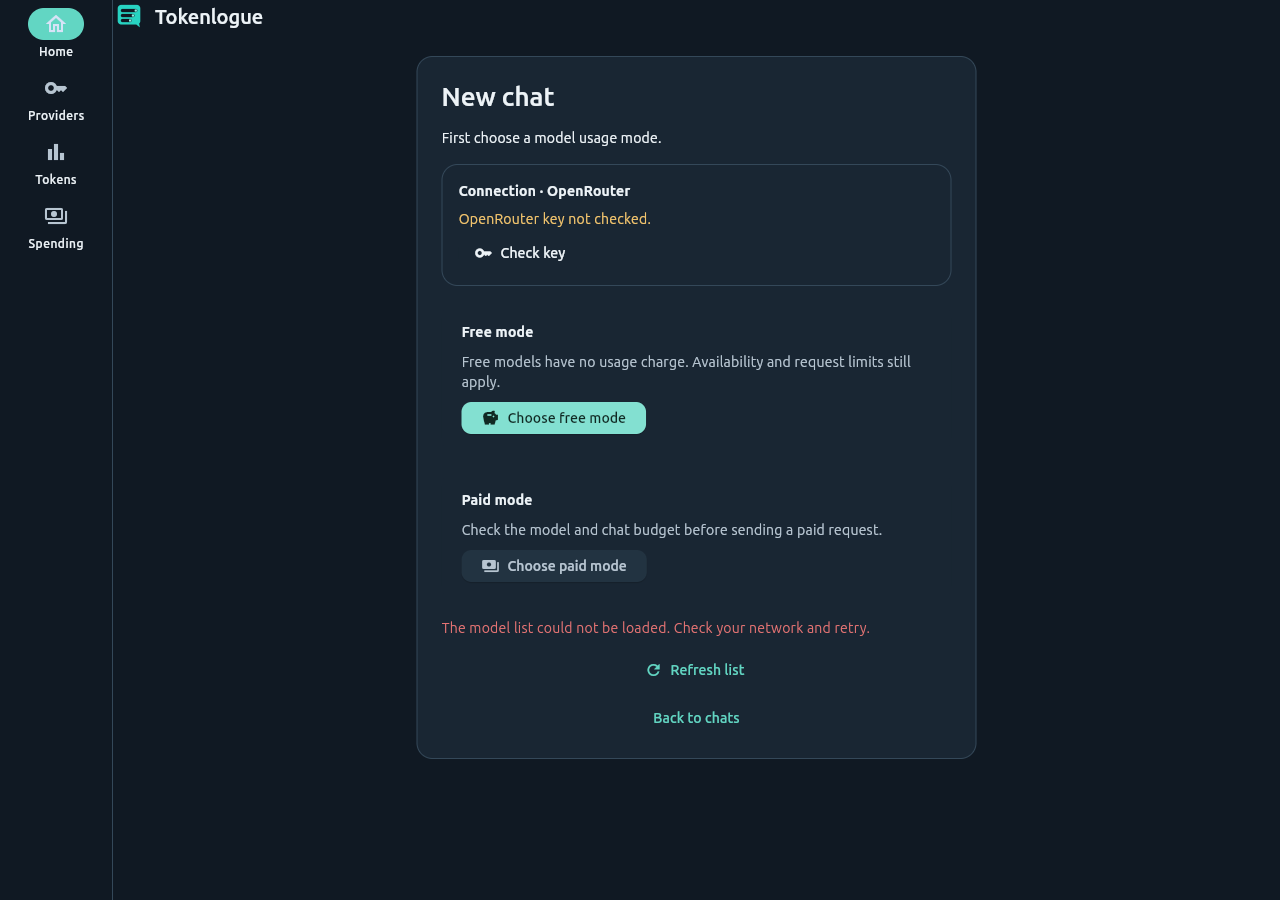 Tokenlogue
Home
Providers
Tokens
Spending
New chat
First choose a model usage mode.
Connection · OpenRouter
OpenRouter key not checked.
Check key
Free mode
Free models have no usage charge. Availability and request limits still
apply.
Choose free mode
Paid mode
Check the model and chat budget before sending a paid request.
Choose paid mode
The model list could not be loaded. Check your network and retry.
Refresh list
Back to chats